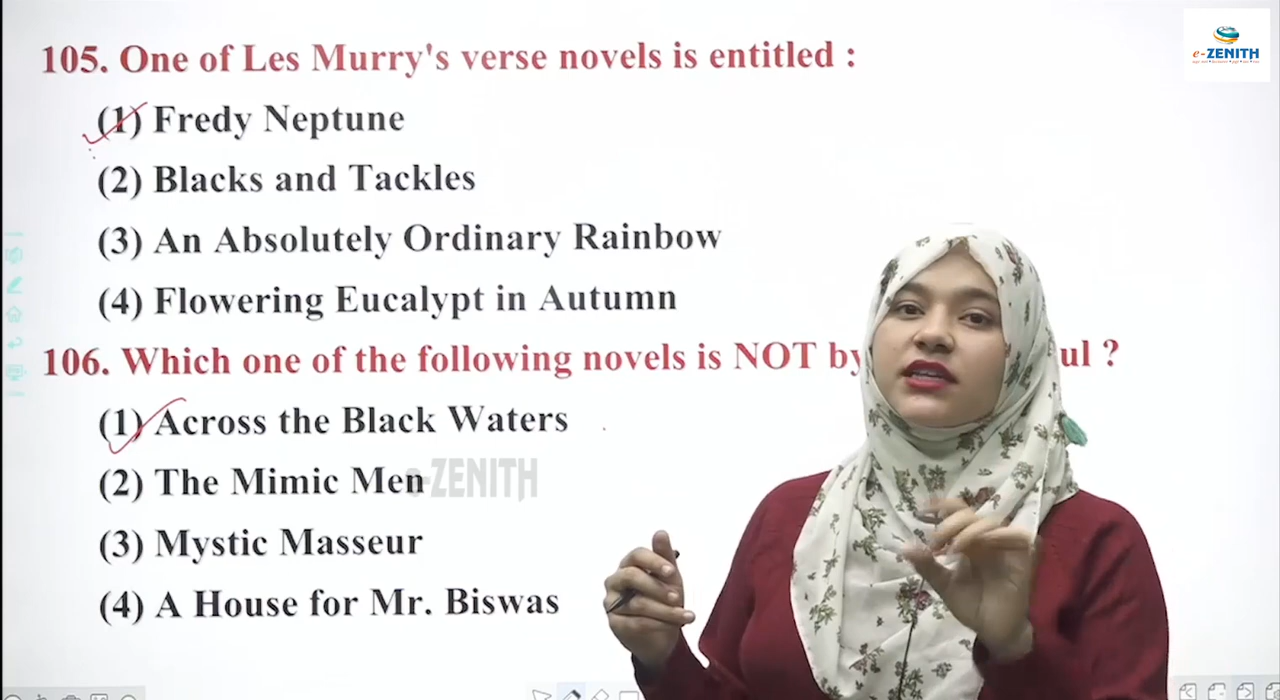 e-ZENITH
105. One of Les Murry's verse novels is entitled :
(1) Fredy Neptune
(2) Blacks and Tackles
(3) An Absolutely Ordinary Rainbow
(4) Flowering Eucalypt in Autumn
106. Which one of the following novels is NOT by ul ?
(1) Across the Black Waters
(2) The Mimic Men
e-ZENITH
(3) Mystic Masseur
(4) A House for Mr. Biswas